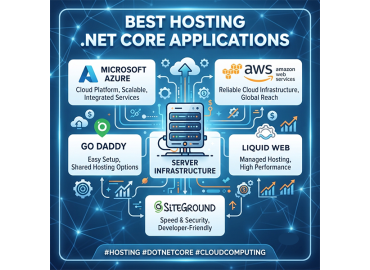 BEST HOSTING
.NET CORE APPLICATIONS
MICROSOFT
AZURE
Cloud Platform, Scalable,
Integrated Services
aws amazon
web
services
Reliable Cloud Infrastructure,
Global Reach
GO DADDY
Easy Setup,
Shared Hosting Options
SERVER
INFRASTRUCTURE
LIQUID WEB
Managed Hosting,
High Performance
SITEGROUND
Speed & Security,
Developer-Friendly
#HOSTING #DOTNETCORE #CLOUDCOMPUTING